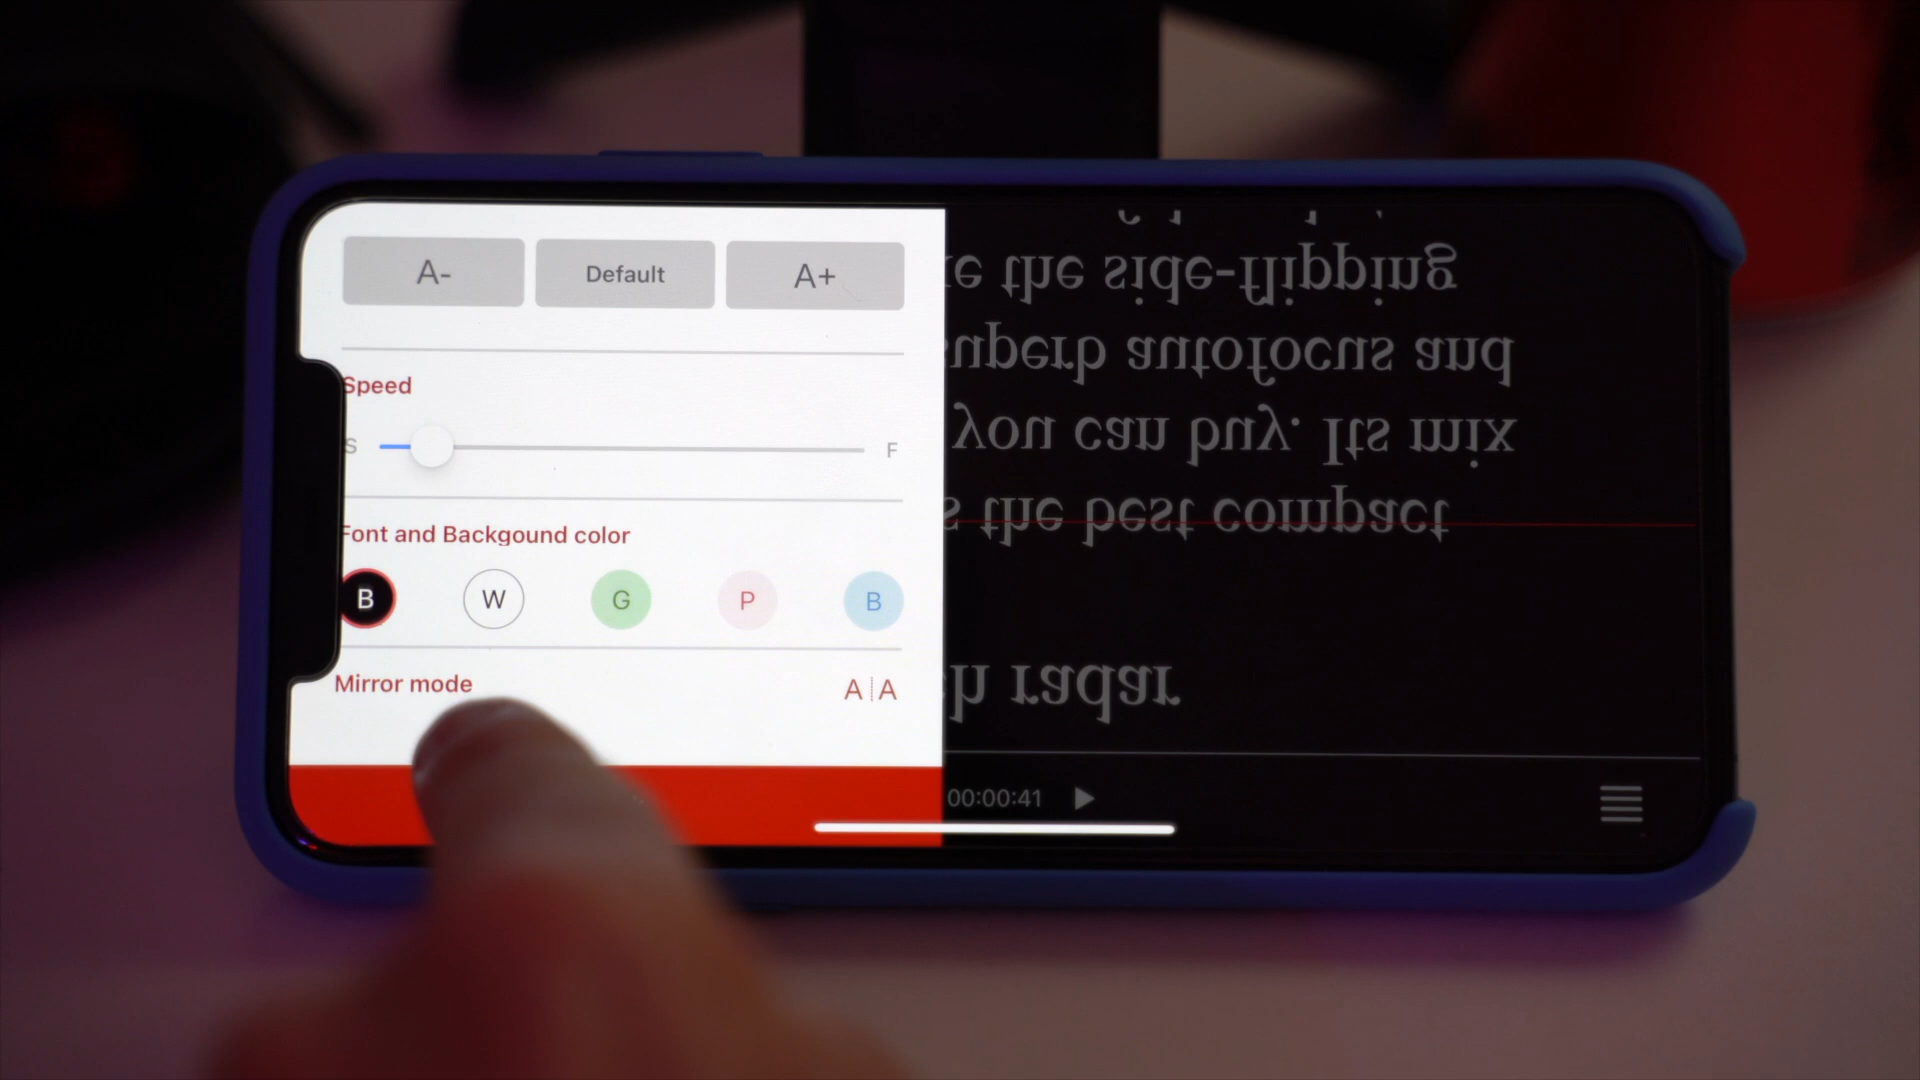 A- Default A+
Speed
S F
Font and Backgound color
B W G P B
Mirror mode A|A
the side-flipping
superb autofocus and
you can buy. Its mix
s the best compact
radar
00:00:41